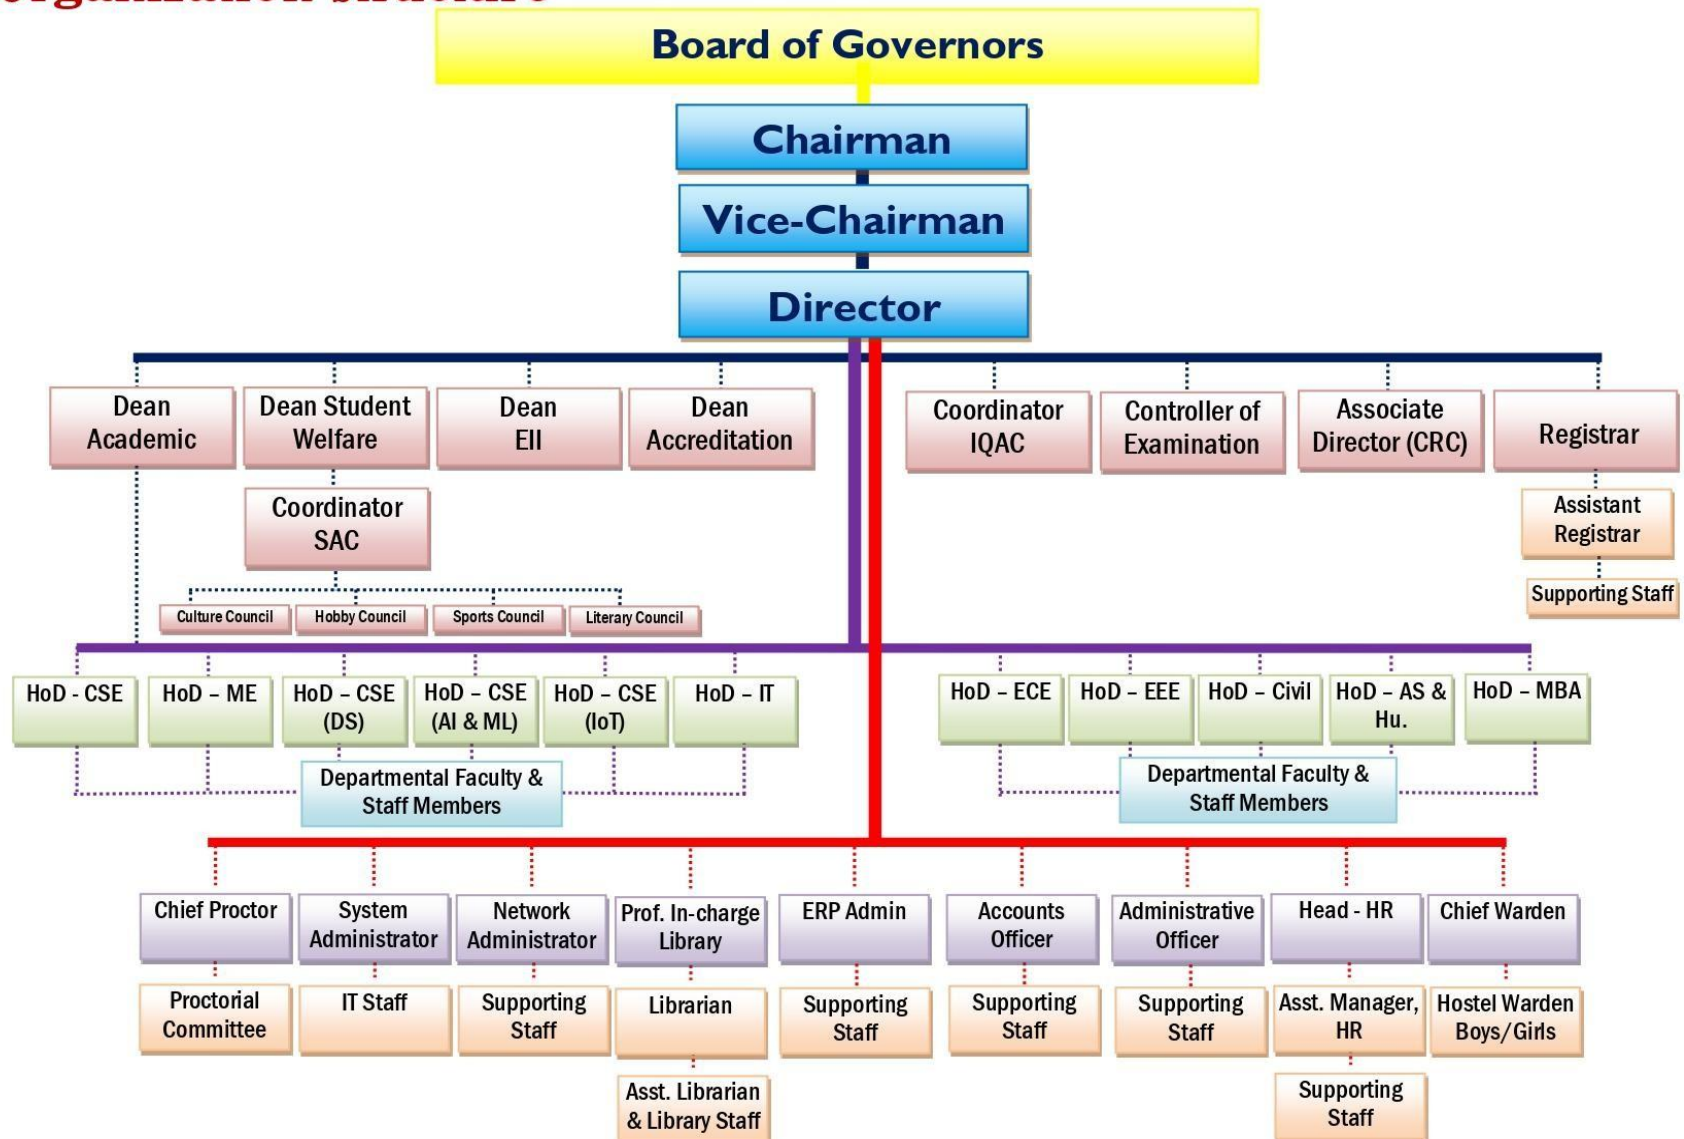 organization structure
Board of Governors
Chairman
Vice-Chairman
Director
Dean
Academic
Dean Student
Welfare
Dean
EII
Dean
Accreditation
Coordinator
IQAC
Controller of
Examination
Associate
Director (CRC)
Registrar
Coordinator
SAC
Assistant
Registrar
Supporting Staff
Culture Council
Hobby Council
Sports Council
Literary Council
HoD - CSE
HoD – ME
HoD – CSE
(DS)
HoD – CSE
(AI & ML)
HoD – CSE
(IoT)
HoD – IT
HoD – ECE
HoD – EEE
HoD – Civil
HoD – AS &
Hu.
HoD – MBA
Departmental Faculty &
Staff Members
Departmental Faculty &
Staff Members
Chief Proctor
System
Administrator
Network
Administrator
Prof. In-charge
Library
ERP Admin
Accounts
Officer
Administrative
Officer
Head - HR
Chief Warden
Proctorial
Committee
IT Staff
Supporting
Staff
Librarian
Supporting
Staff
Supporting
Staff
Supporting
Staff
Asst. Manager,
HR
Hostel Warden
Boys/Girls
Asst. Librarian
& Library Staff
Supporting
Staff